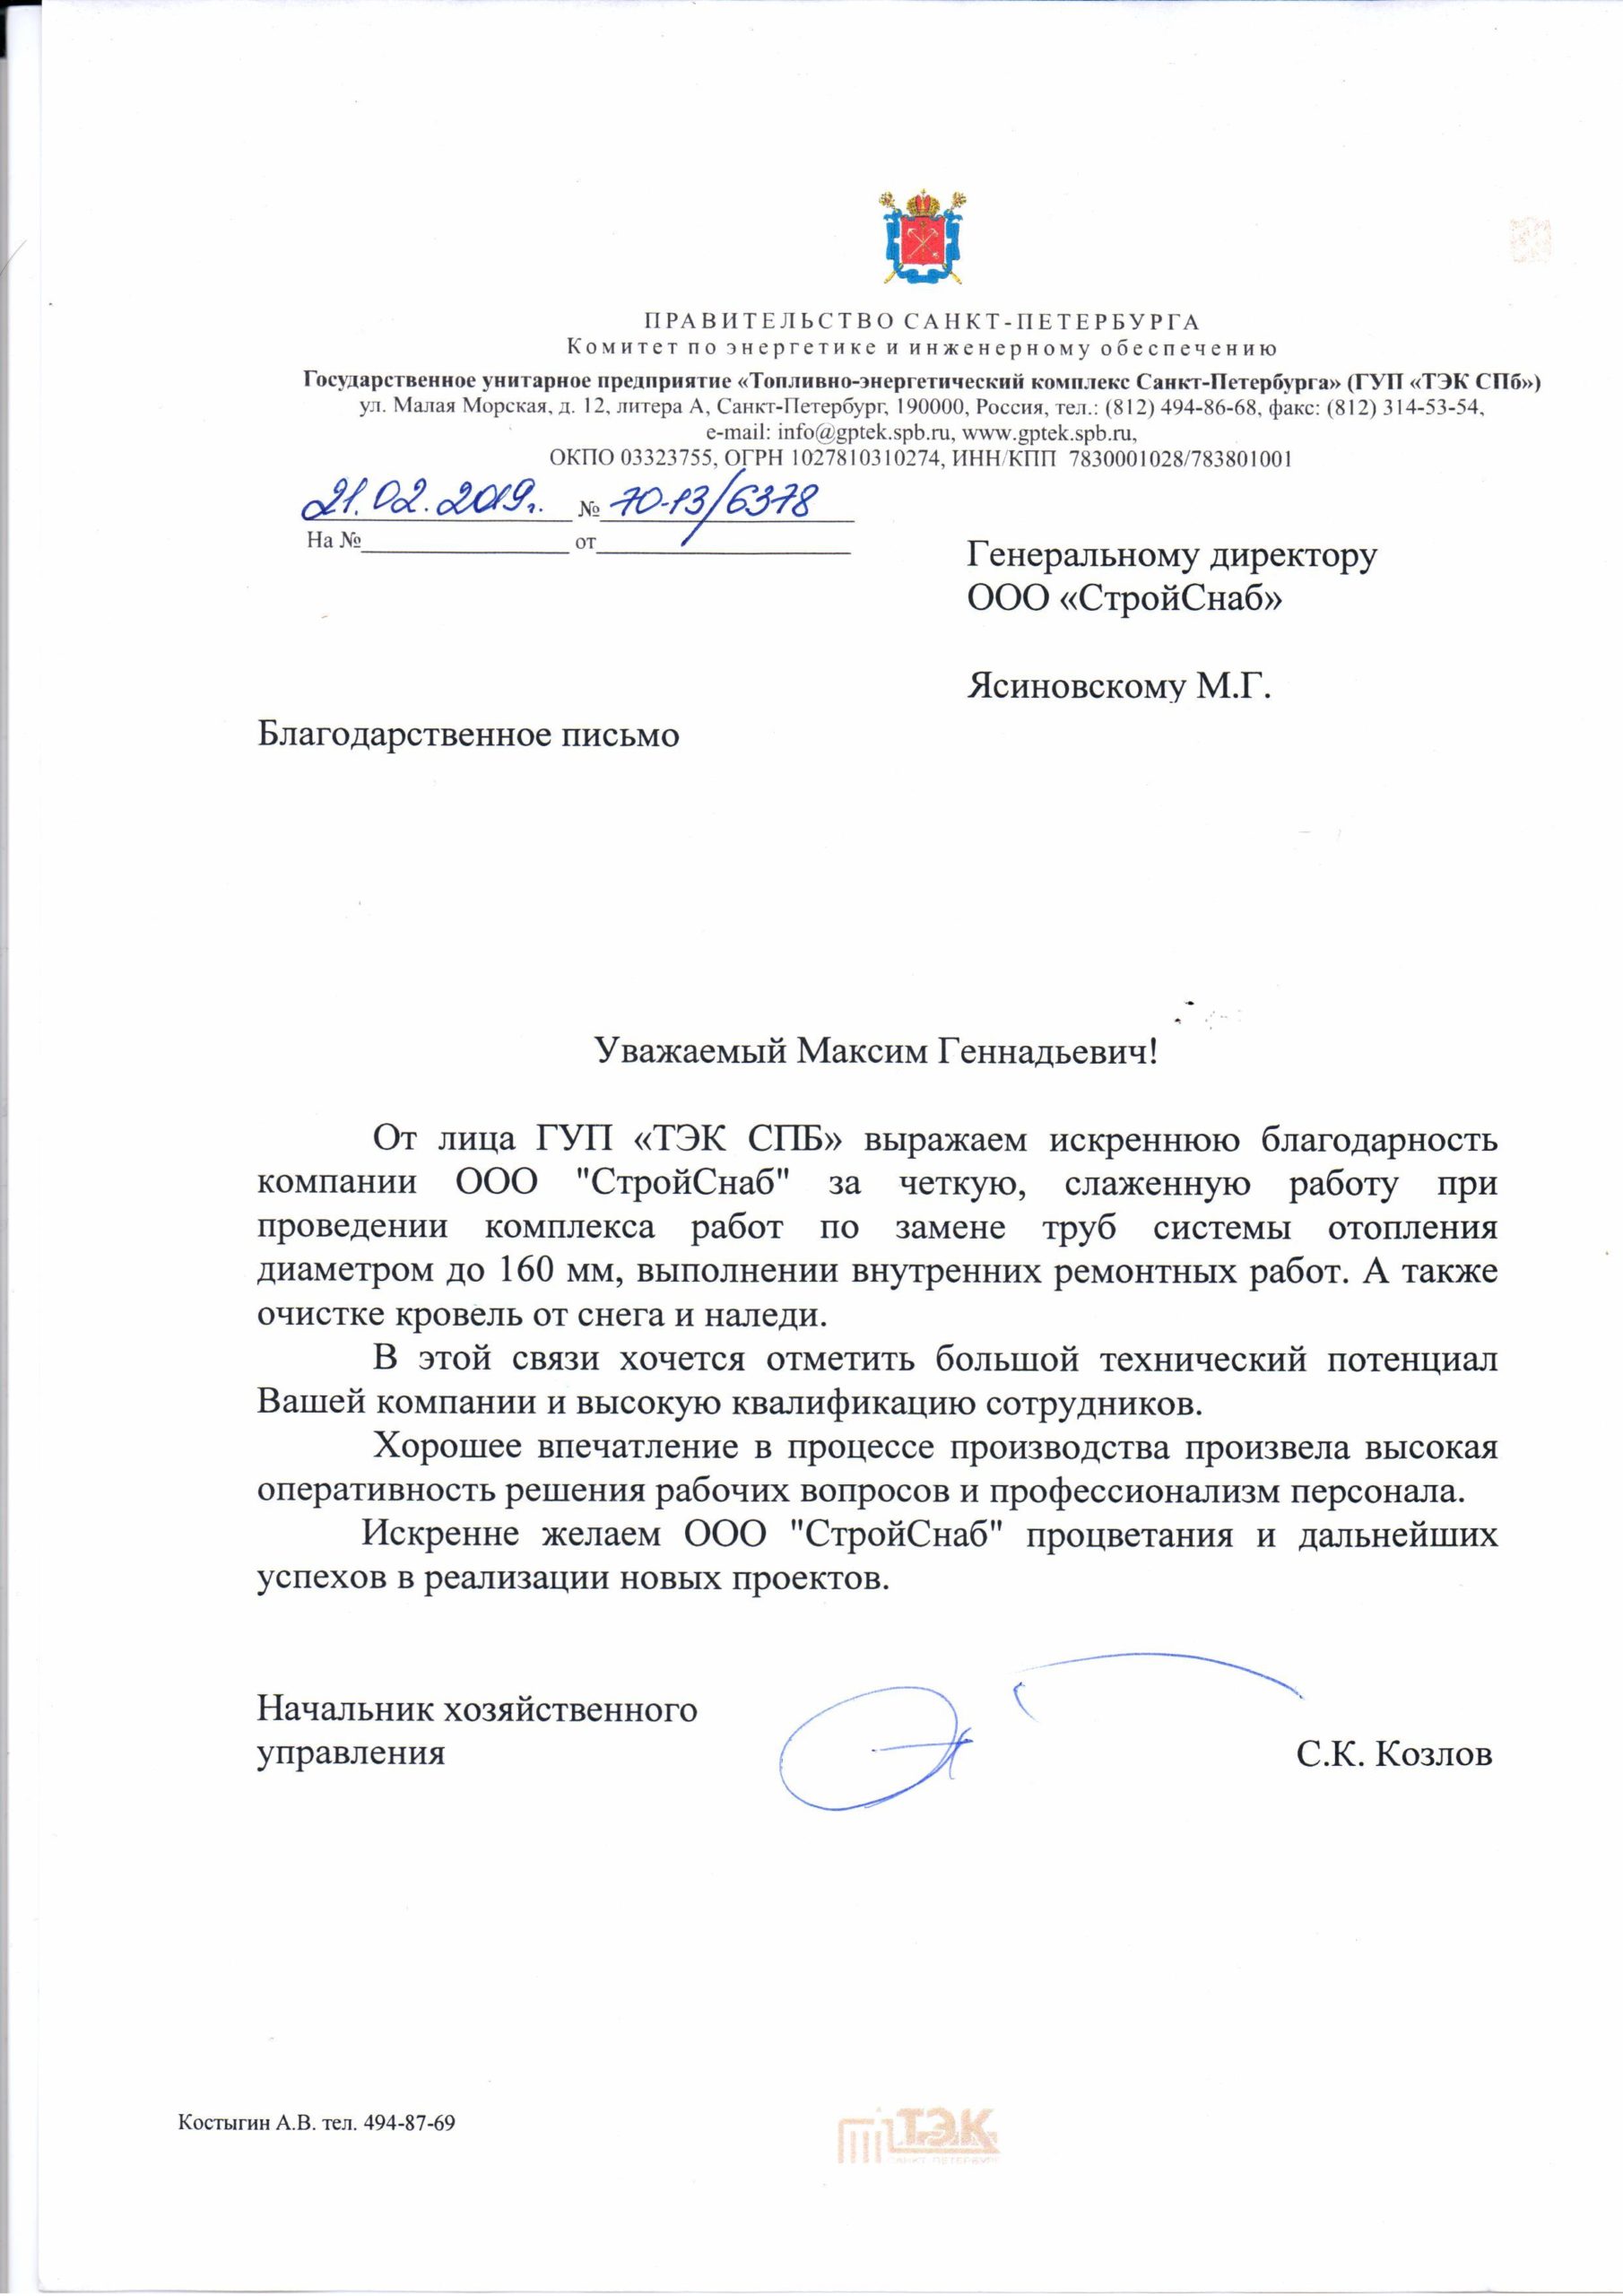 ПРАВИТЕЛЬСТВО САНКТ-ПЕТЕРБУРГА
Комитет по энергетике и инженерному обеспечению
Государственное унитарное предприятие «Топливно-энергетический комплекс Санкт-Петербурга» (ГУП «ТЭК СПб»)
ул. Малая Морская, д. 12, литера А, Санкт-Петербург, 190000, Россия, тел.: (812) 494-86-68, факс: (812) 314-53-54,
e-mail: info@gptek.spb.ru, www.gptek.spb.ru,
ОКПО 03323755, ОГРН 1027810310274, ИНН/КПП 7830001028/783801001
21.02.2019г. № 70-13/6378
На № от
Генеральному директору
ООО «СтройСнаб»
Ясиновскому М.Г.
Благодарственное письмо
Уважаемый Максим Геннадьевич!
От лица ГУП «ТЭК СПБ» выражаем искреннюю благодарность
компании ООО "СтройСнаб" за четкую, слаженную работу при
проведении комплекса работ по замене труб системы отопления
диаметром до 160 мм, выполнении внутренних ремонтных работ. А также
очистке кровель от снега и наледи.
В этой связи хочется отметить большой технический потенциал
Вашей компании и высокую квалификацию сотрудников.
Хорошее впечатление в процессе производства произвела высокая
оперативность решения рабочих вопросов и профессионализм персонала.
Искренне желаем ООО "СтройСнаб" процветания и дальнейших
успехов в реализации новых проектов.
Начальник хозяйственного
управления С.К. Козлов
Костыгин А.В. тел. 494-87-69
ТЭК
САНКТ-ПЕТЕРБУРГ